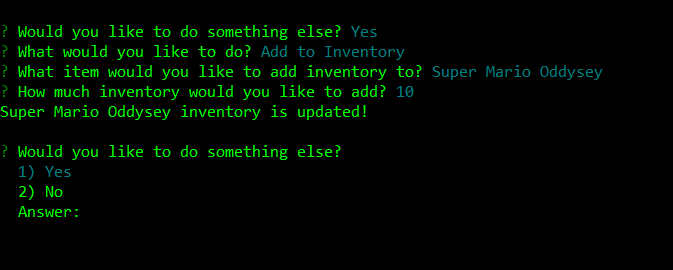 ? Would you like to do something else? Yes
? What would you like to do? Add to Inventory
? What item would you like to add inventory to? Super Mario Oddysey
? How much inventory would you like to add? 10
Super Mario Oddysey inventory is updated!
? Would you like to do something else?
1) Yes
2) No
Answer: